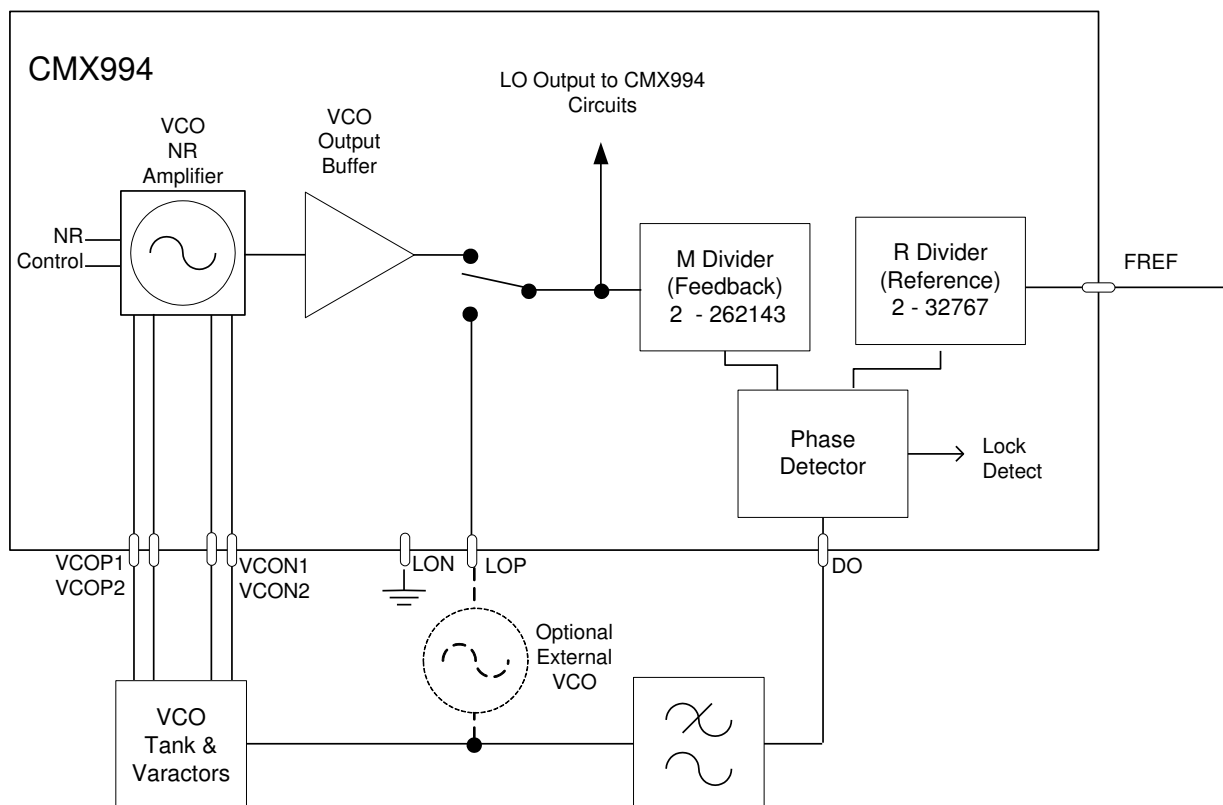 CMX994
LO Output to CMX994
Circuits
VCO
NR
Amplifier
VCO
Output
Buffer
NR
Control
M Divider
(Feedback)
2 - 262143
R Divider
(Reference)
2 - 32767
FREF
Phase
Detector
Lock
Detect
VCOP1
VCOP2
VCON1
VCON2
LON
LOP
DO
Optional
External
VCO
VCO
Tank &
Varactors